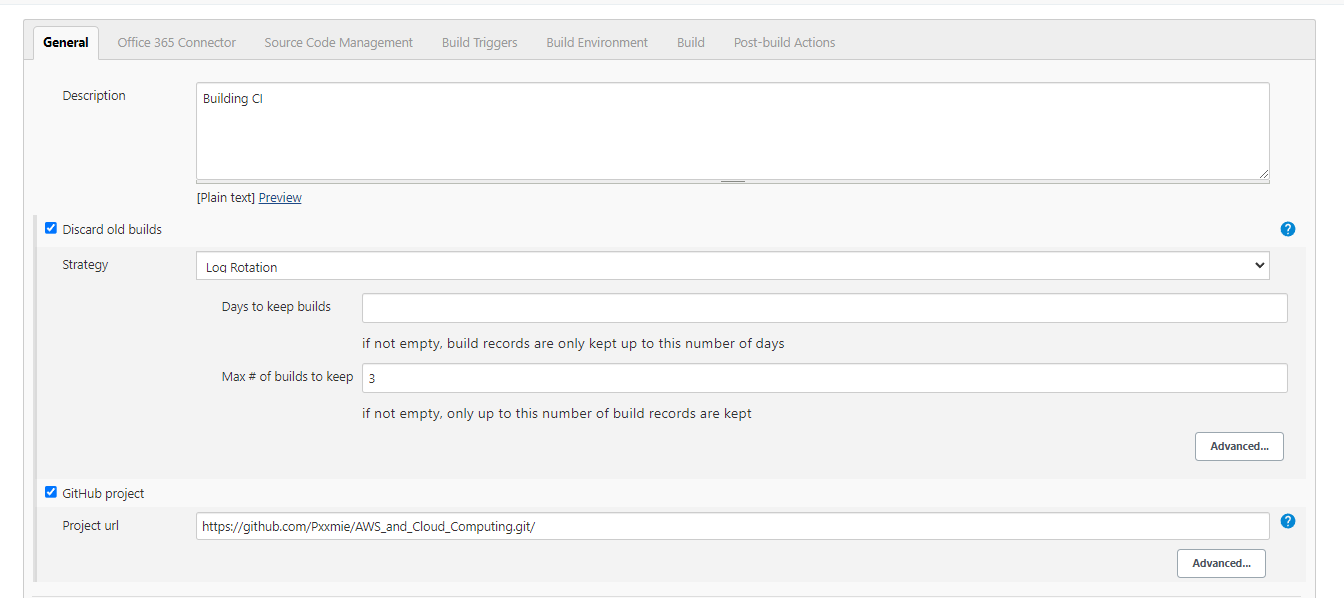 General Office 365 Connector Source Code Management Build Triggers Build Environment Build Post-build Actions
Description
Building CI
[Plain text] Preview
Discard old builds
?
Strategy
Log Rotation
Days to keep builds
if not empty, build records are only kept up to this number of days
Max # of builds to keep
3
if not empty, only up to this number of build records are kept
Advanced...
GitHub project
Project url
https://github.com/Pxxmie/AWS_and_Cloud_Computing.git/
?
Advanced...